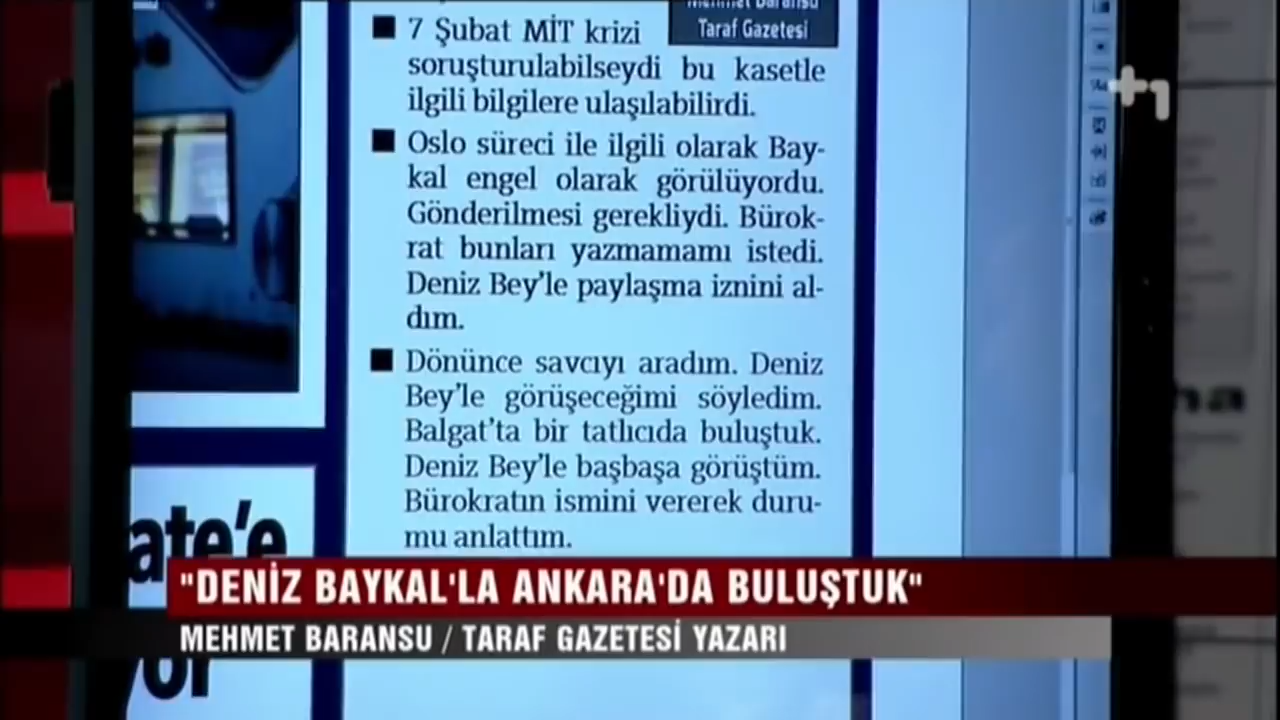 Mehmet Baransu
Taraf Gazetesi
■ 7 Şubat MİT krizi
soruşturulabilseydi bu kasetle
ilgili bilgilere ulaşılabilirdi.
■ Oslo süreci ile ilgili olarak Bay-
kal engel olarak görülüyordu.
Gönderilmesi gerekliydi. Bürok-
rat bunları yazmamamı istedi.
Deniz Bey'le paylaşma iznini al-
dım.
■ Dönünce savcıyı aradım. Deniz
Bey'le görüşeceğimi söyledim.
Balgat'ta bir tatlıcıda buluştuk.
Deniz Bey'le başbaşa görüştüm.
Bürokratın ismini vererek duru-
mu anlattım.
ate'e
"DENİZ BAYKAL'LA ANKARA'DA BULUŞTUK"
MEHMET BARANSU / TARAF GAZETESİ YAZARI
+1